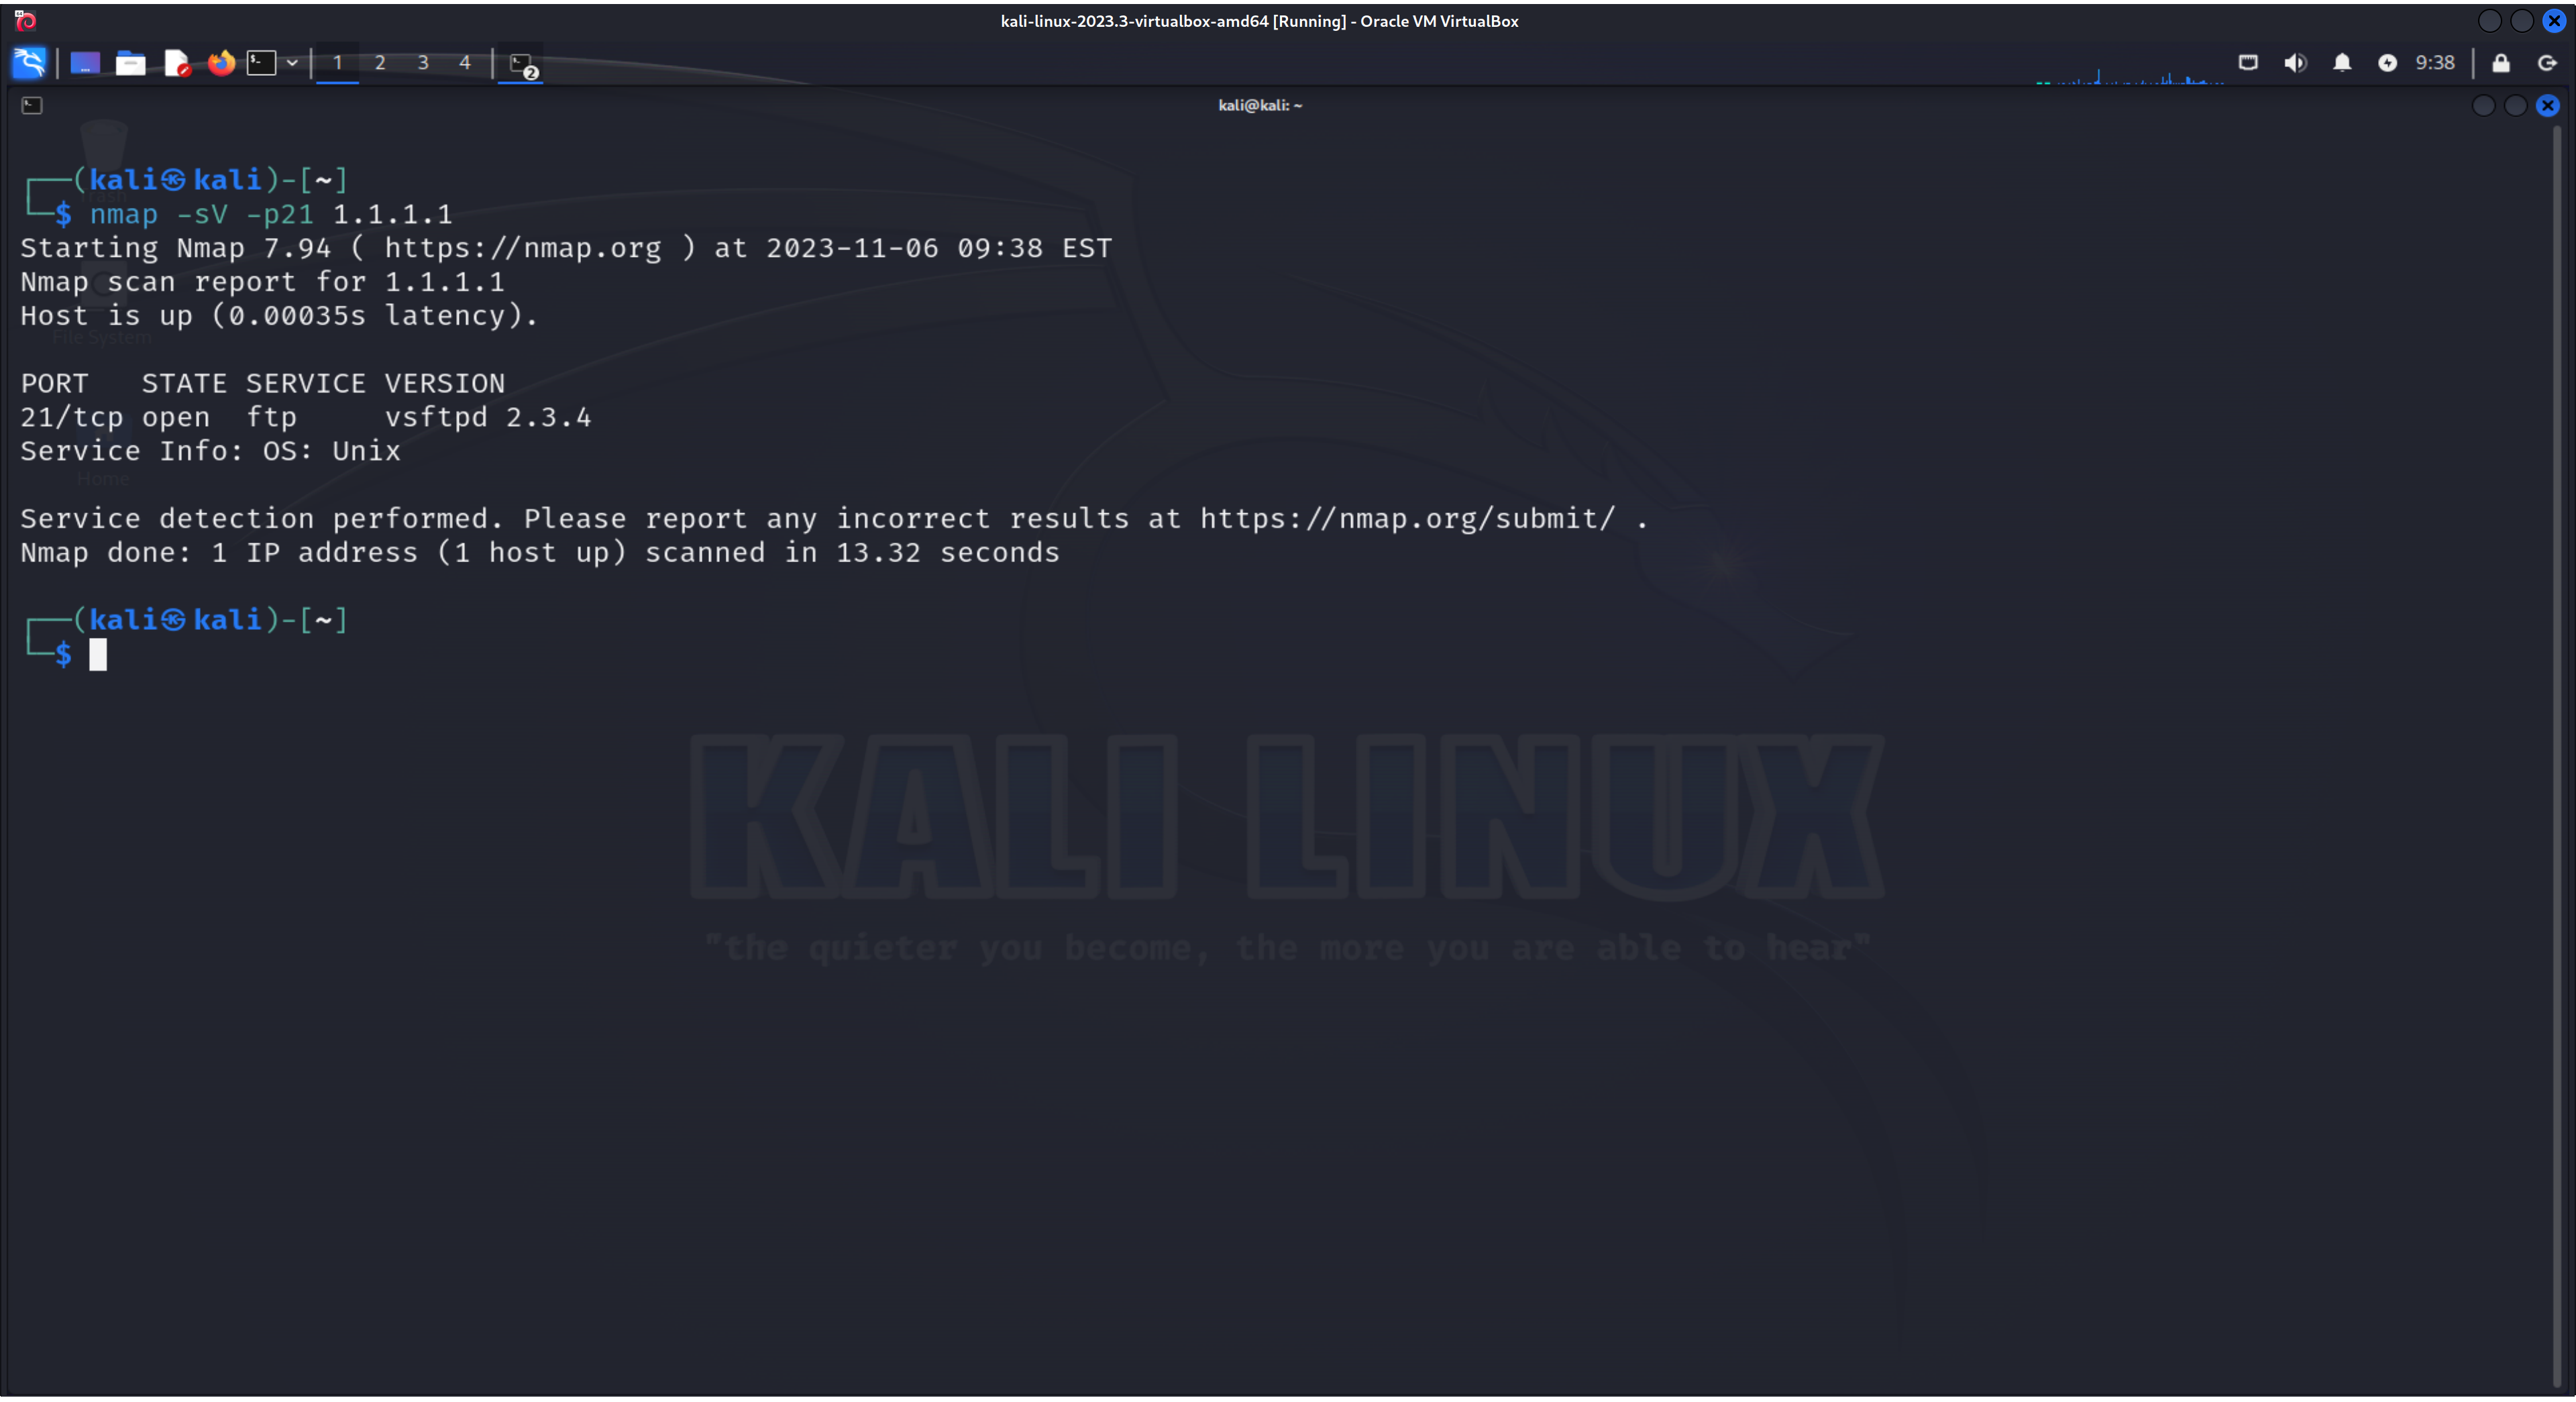 kali-linux-2023.3-virtualbox-amd64 [Running] - Oracle VM VirtualBox
1 2 3 4 2 9:38
kali@kali: ~
Trash
┌──(kali㉿kali)-[~]
└─$ nmap -sV -p21 1.1.1.1
Starting Nmap 7.94 ( https://nmap.org ) at 2023-11-06 09:38 EST
Nmap scan report for 1.1.1.1
Host is up (0.00035s latency).
File System
PORT   STATE SERVICE VERSION
21/tcp open  ftp     vsftpd 2.3.4
Service Info: OS: Unix
Home
Service detection performed. Please report any incorrect results at https://nmap.org/submit/ .
Nmap done: 1 IP address (1 host up) scanned in 13.32 seconds
┌──(kali㉿kali)-[~]
└─$
KALI LINUX
"the quieter you become, the more you are able to hear"